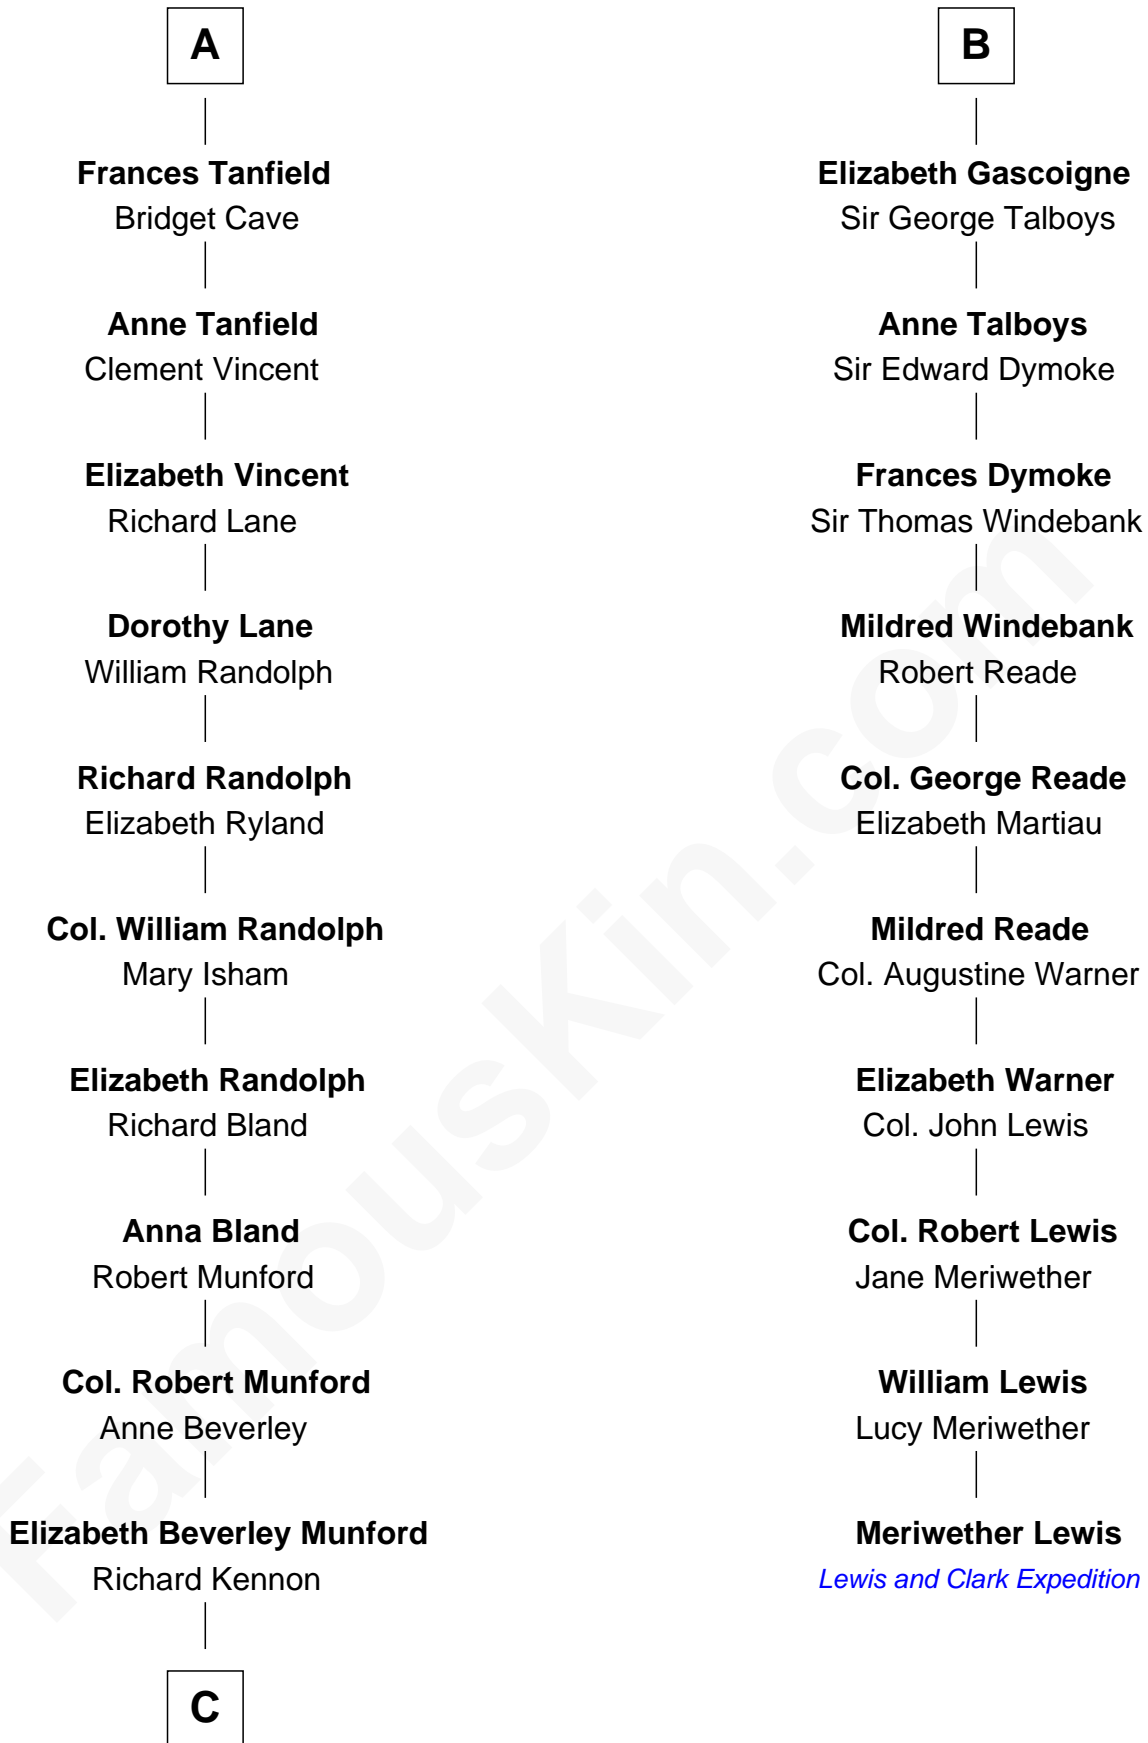 A
Frances Tanfield
Bridget Cave
Anne Tanfield
Clement Vincent
Elizabeth Vincent
Richard Lane
Dorothy Lane
William Randolph
Richard Randolph
Elizabeth Ryland
Col. William Randolph
Mary Isham
Elizabeth Randolph
Richard Bland
Anna Bland
Robert Munford
Col. Robert Munford
Anne Beverley
Elizabeth Beverley Munford
Richard Kennon
C
B
Elizabeth Gascoigne
Sir George Talboys
Anne Talboys
Sir Edward Dymoke
Frances Dymoke
Sir Thomas Windebank
Mildred Windebank
Robert Reade
Col. George Reade
Elizabeth Martiau
Mildred Reade
Col. Augustine Warner
Elizabeth Warner
Col. John Lewis
Col. Robert Lewis
Jane Meriwether
William Lewis
Lucy Meriwether
Meriwether Lewis
Lewis and Clark Expedition
FamousKin.com